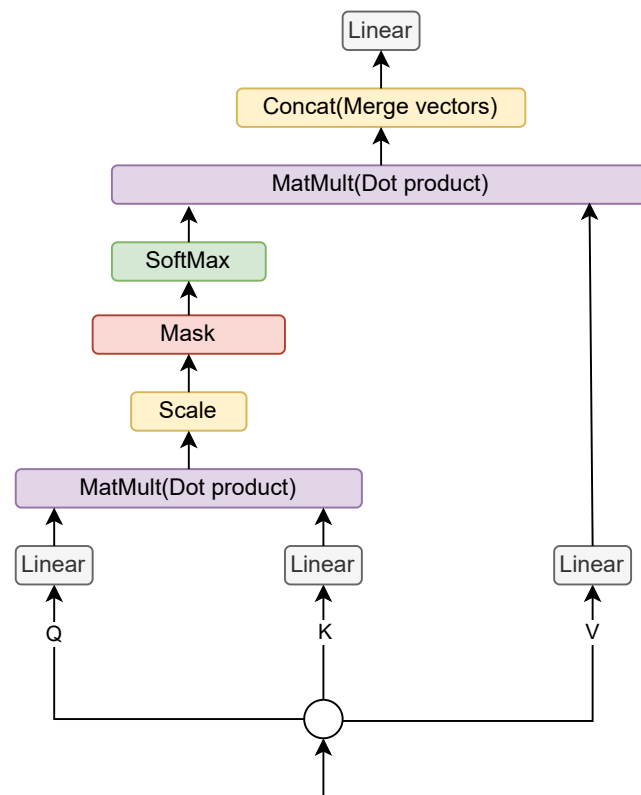 Linear
Concat(Merge vectors)
MatMult(Dot product)
SoftMax
Mask
Scale
MatMult(Dot product)
Linear
Linear
Linear
Q
K
V